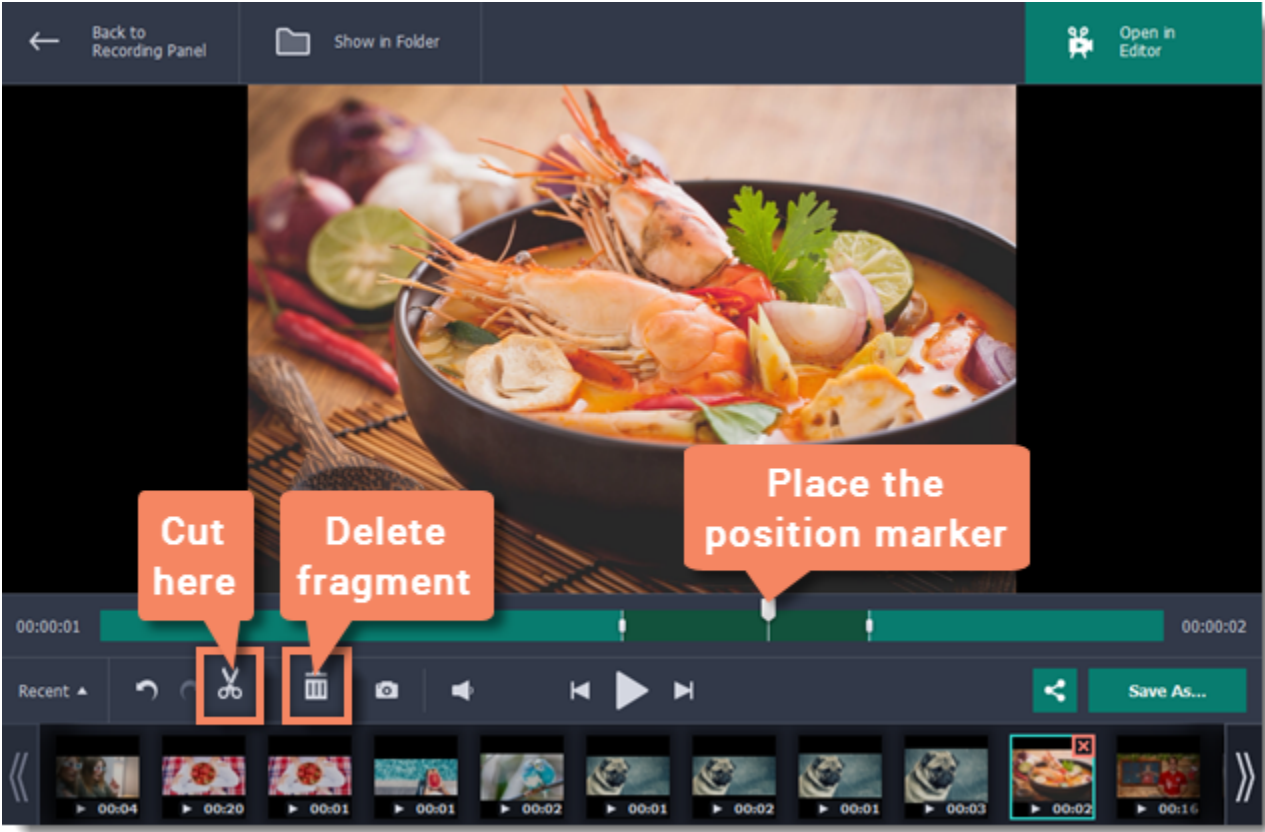 Back to
Recording Panel
Show in Folder
Open in
Editor
Place the
position marker
Cut
here
Delete
fragment
00:00:01
00:00:02
Recent
Save As...
00:04
00:20
00:01
00:01
00:02
00:01
00:02
00:01
00:03
00:02
00:16